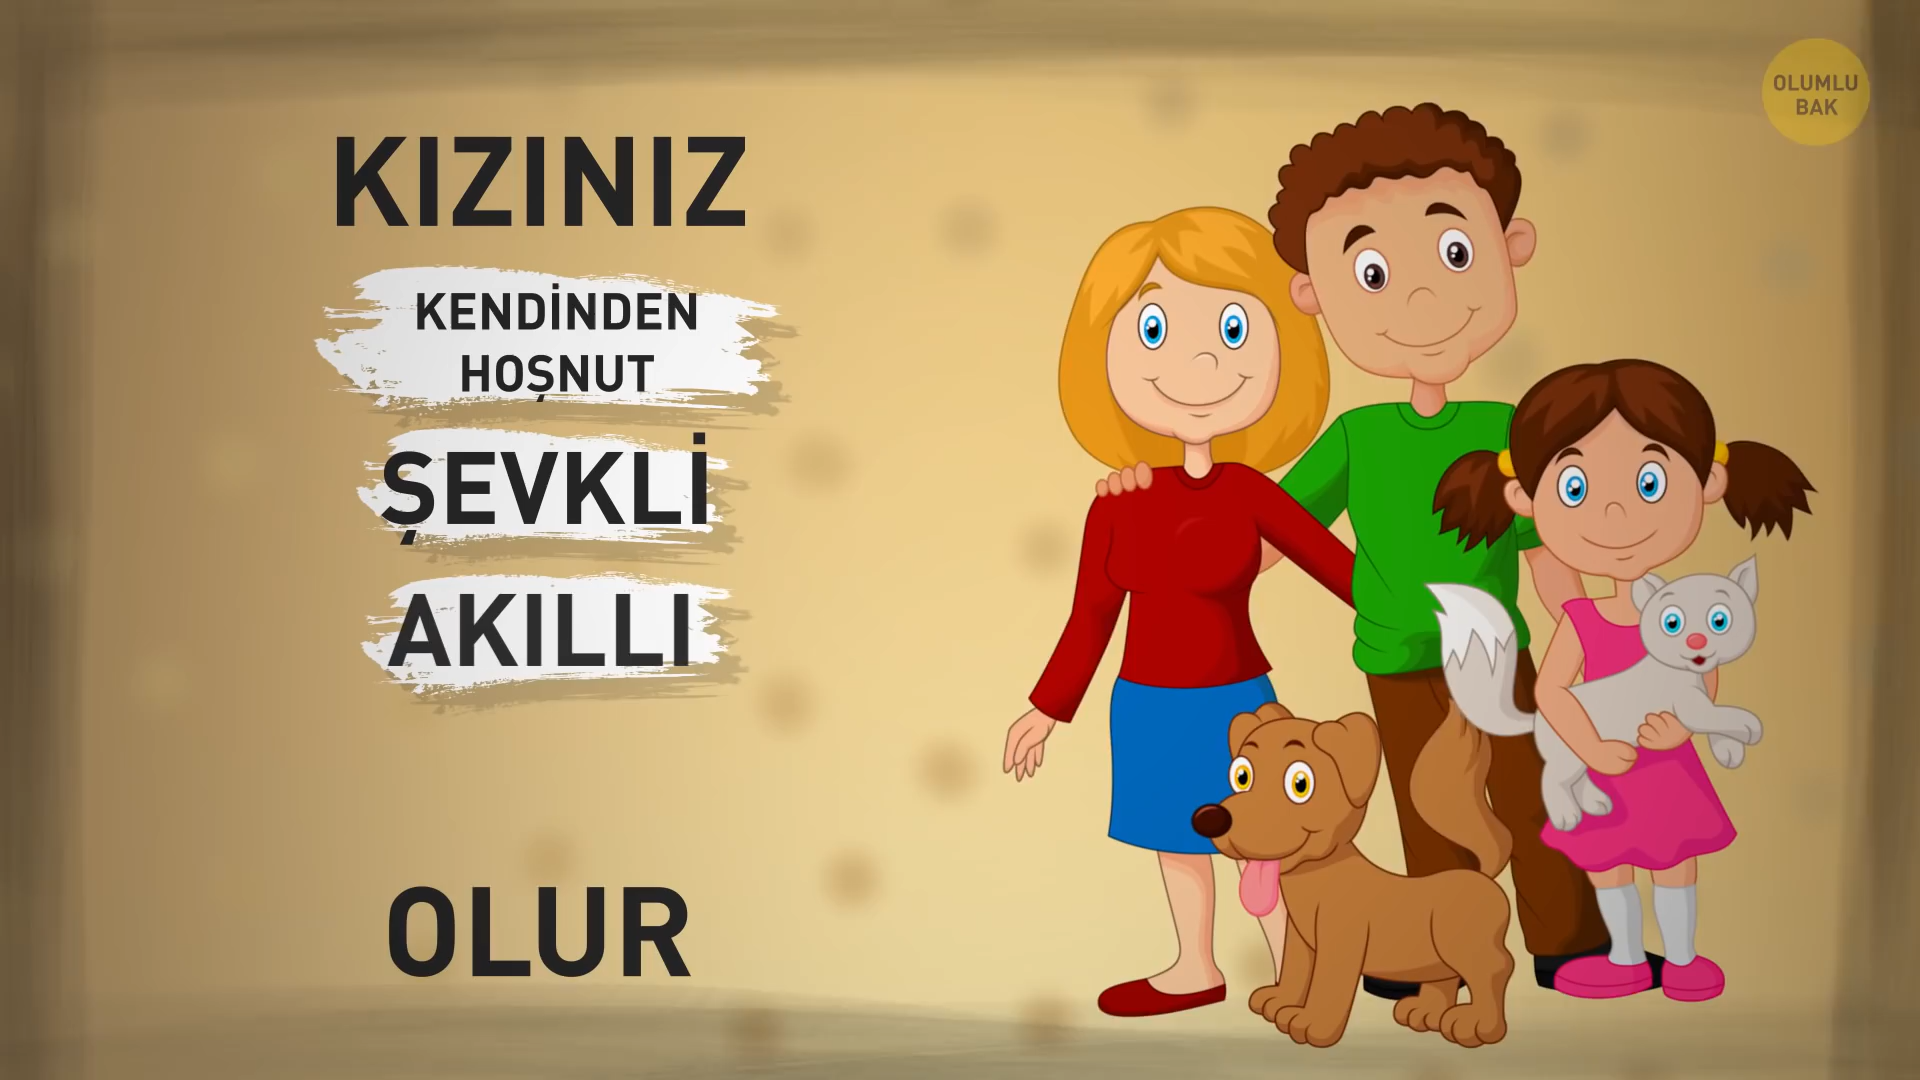 KIZINIZ
KENDİNDEN
HOŞNUT
ŞEVKLİ
AKILLI
OLUR
OLUMLU
BAK